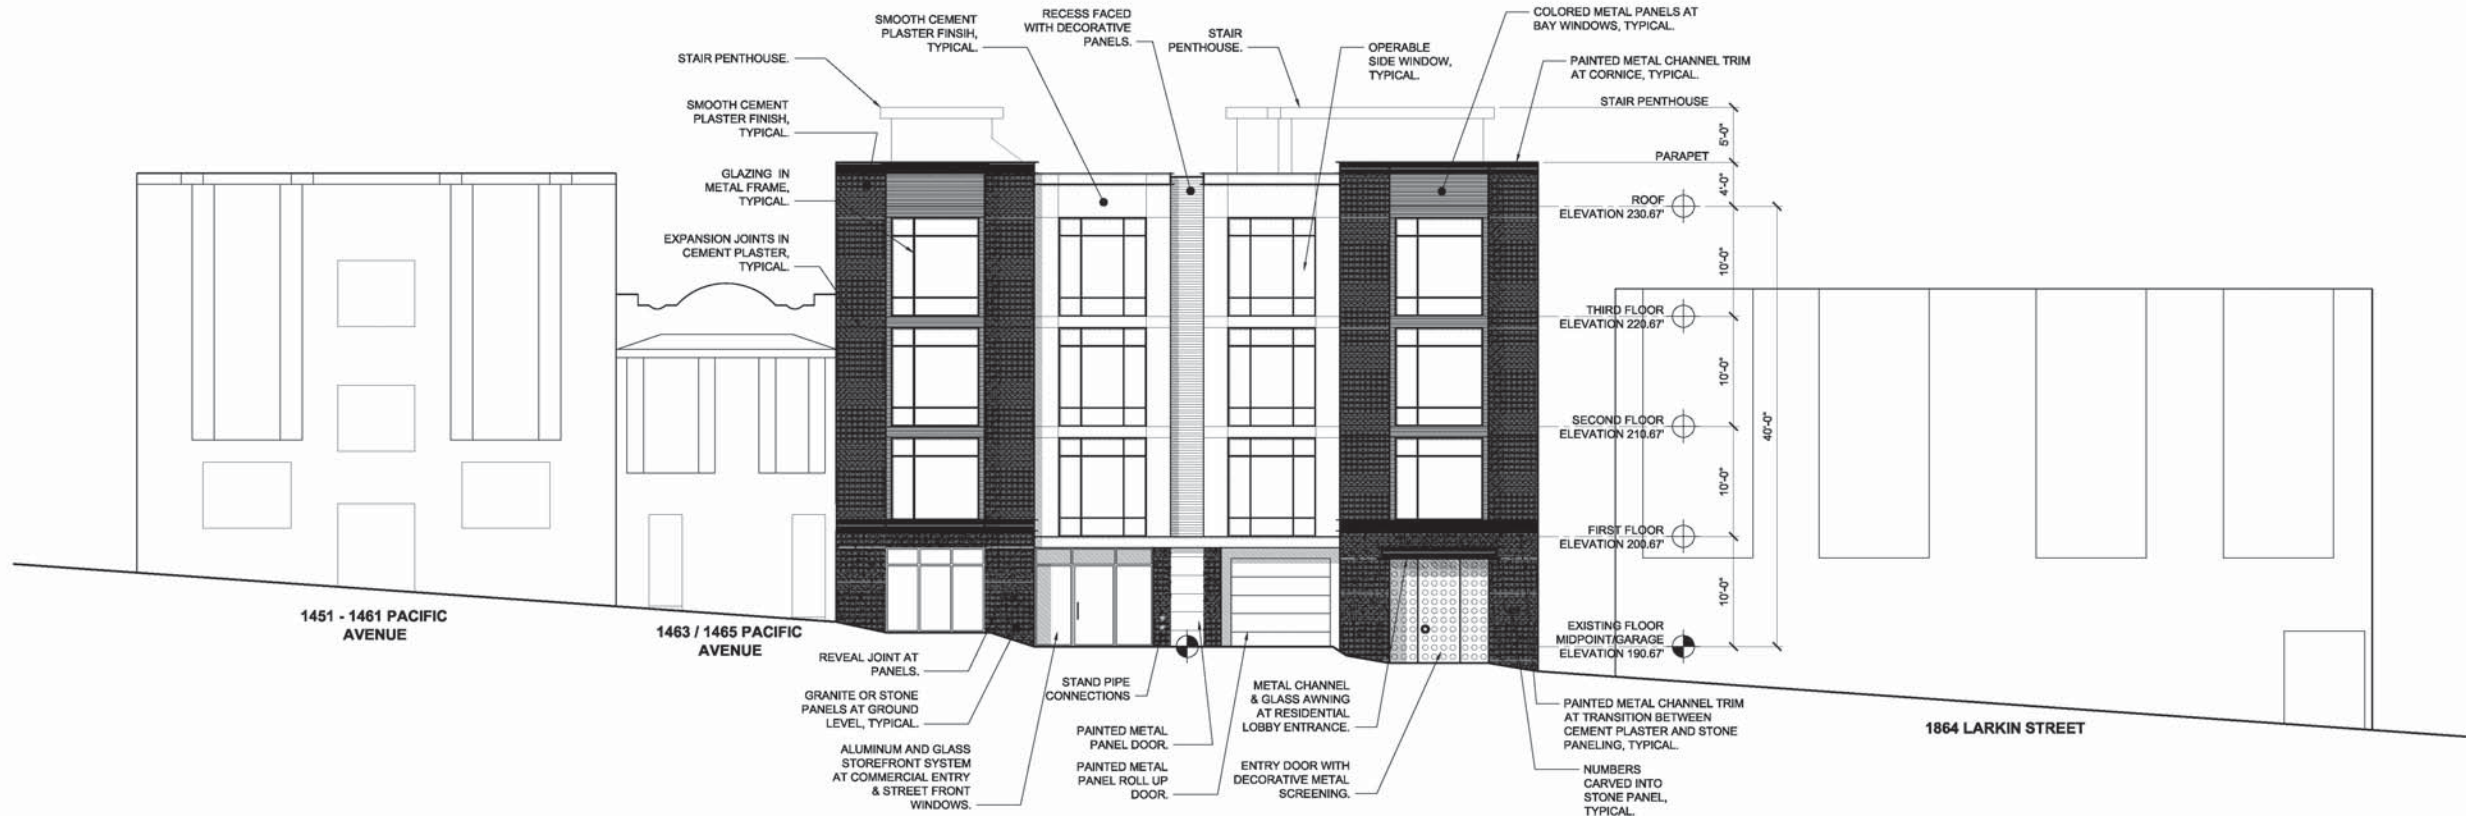 STAIR PENTHOUSE.
SMOOTH CEMENT
PLASTER FINISH,
TYPICAL.
GLAZING IN
METAL FRAME,
TYPICAL.
EXPANSION JOINTS IN
CEMENT PLASTER,
TYPICAL.
SMOOTH CEMENT
PLASTER FINSIH,
TYPICAL.
RECESS FACED
WITH DECORATIVE
PANELS.
STAIR
PENTHOUSE.
OPERABLE
SIDE WINDOW,
TYPICAL.
COLORED METAL PANELS AT
BAY WINDOWS, TYPICAL.
PAINTED METAL CHANNEL TRIM
AT CORNICE, TYPICAL.
STAIR PENTHOUSE
5'-0"
PARAPET
4'-0"
ROOF
ELEVATION 230.67'
10'-0"
THIRD FLOOR
ELEVATION 220.67'
10'-0"
SECOND FLOOR
ELEVATION 210.67'
40'-0"
10'-0"
FIRST FLOOR
ELEVATION 200.67'
10'-0"
EXISTING FLOOR
MIDPOINT/GARAGE
ELEVATION 190.67'
1451 - 1461 PACIFIC
AVENUE
1463 / 1465 PACIFIC
AVENUE
REVEAL JOINT AT
PANELS.
GRANITE OR STONE
PANELS AT GROUND
LEVEL, TYPICAL.
ALUMINUM AND GLASS
STOREFRONT SYSTEM
AT COMMERCIAL ENTRY
& STREET FRONT
WINDOWS.
STAND PIPE
CONNECTIONS
PAINTED METAL
PANEL DOOR.
PAINTED METAL
PANEL ROLL UP
DOOR.
METAL CHANNEL
& GLASS AWNING
AT RESIDENTIAL
LOBBY ENTRANCE.
ENTRY DOOR WITH
DECORATIVE METAL
SCREENING.
PAINTED METAL CHANNEL TRIM
AT TRANSITION BETWEEN
CEMENT PLASTER AND STONE
PANELING, TYPICAL.
NUMBERS
CARVED INTO
STONE PANEL,
TYPICAL.
1864 LARKIN STREET